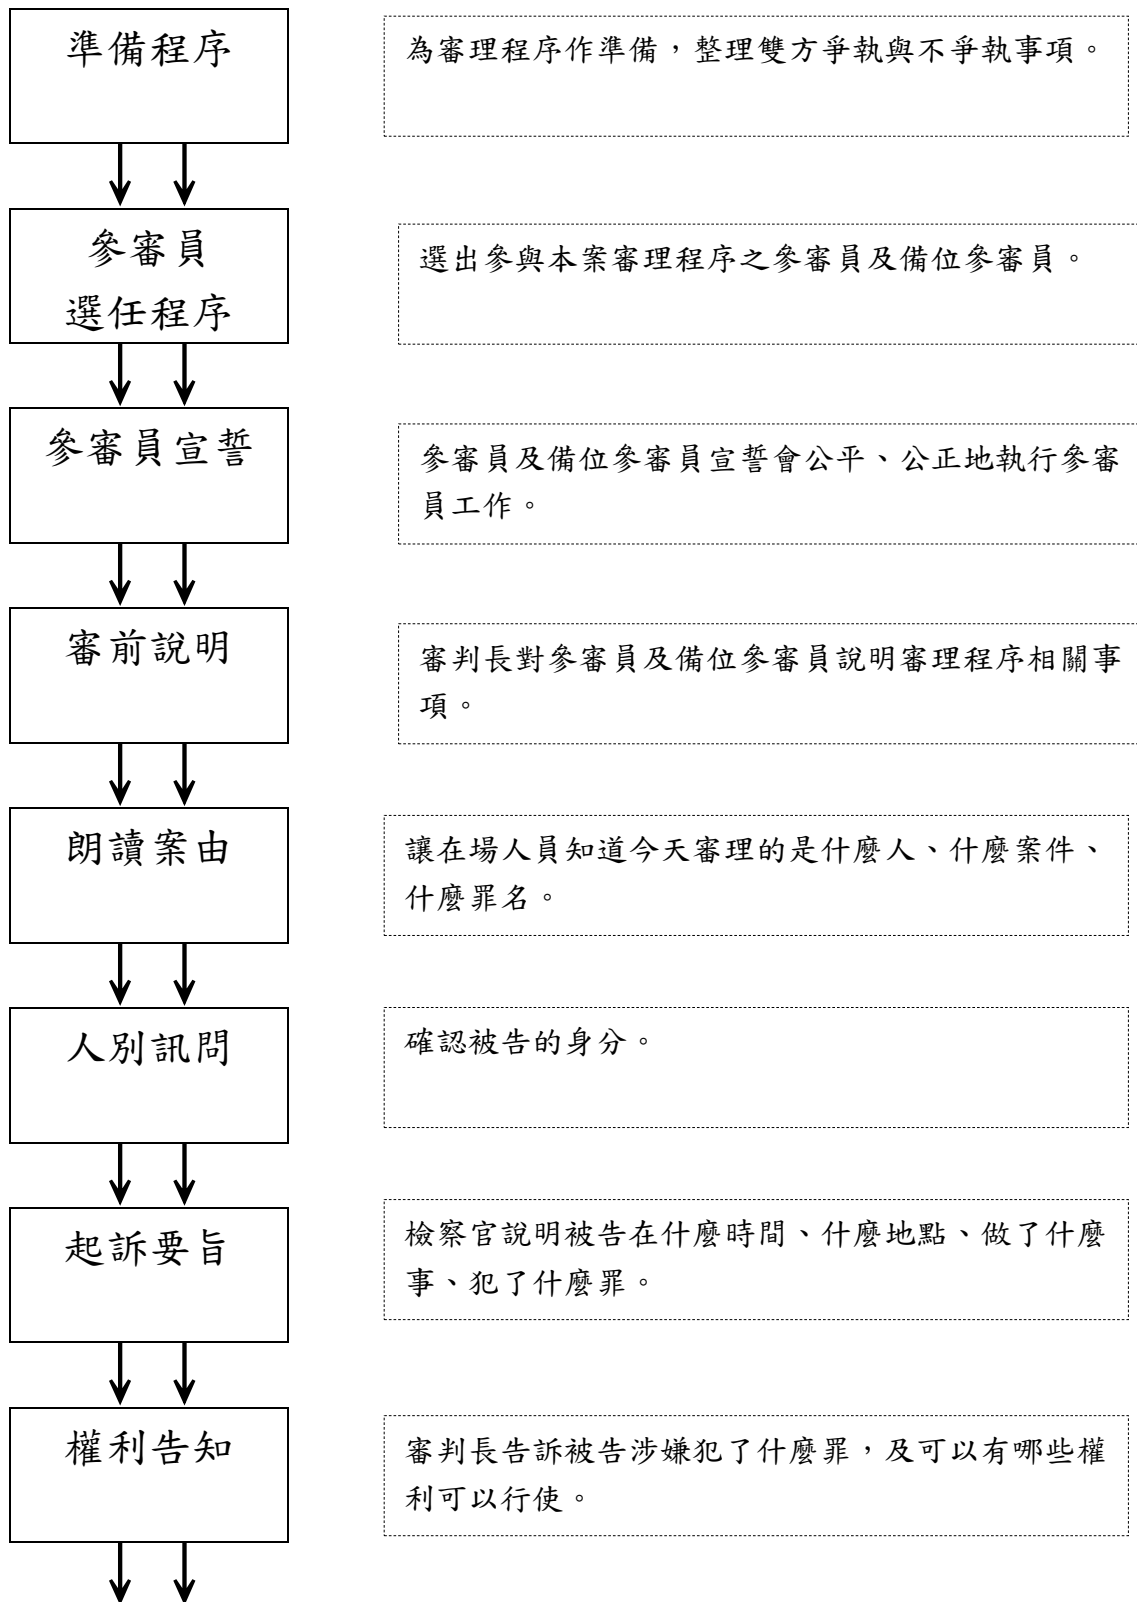 準備程序
為審理程序作準備，整理雙方爭執與不爭執事項。
參審員
選任程序
選出參與本案審理程序之參審員及備位參審員。
參審員宣誓
參審員及備位參審員宣誓會公平、公正地執行參審
員工作。
審前說明
審判長對參審員及備位參審員說明審理程序相關事
項。
朗讀案由
讓在場人員知道今天審理的是什麼人、什麼案件、
什麼罪名。
人別訊問
確認被告的身分。
起訴要旨
檢察官說明被告在什麼時間、什麼地點、做了什麼
事、犯了什麼罪。
權利告知
審判長告訴被告涉嫌犯了什麼罪，及可以有哪些權
利可以行使。